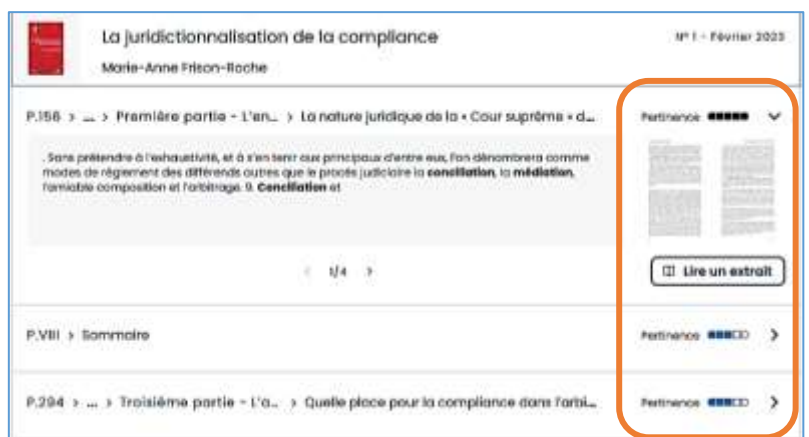 La juridictionnalisation de la compliance
N° 1 - Février 2023
Marie-Anne Frison-Roche
P.156 > ... > Première partie - L'en... > La nature juridique de la « Cour suprême » d...
Pertinence
. Sans prétendre à l'exhaustivité, et à s'en tenir aux principaux d'entre eux, l'on dénombrera comme
modes de règlement des différends autres que le procès judiciaire la conciliation, la médiation,
l'amiable composition et l'arbitrage. 9. Conciliation et
< 1/4 >
Lire un extrait
P.VIII > Sommaire
Pertinence
P.294 > ... > Troisième partie - L'a... > Quelle place pour la compliance dans l'arbi...
Pertinence